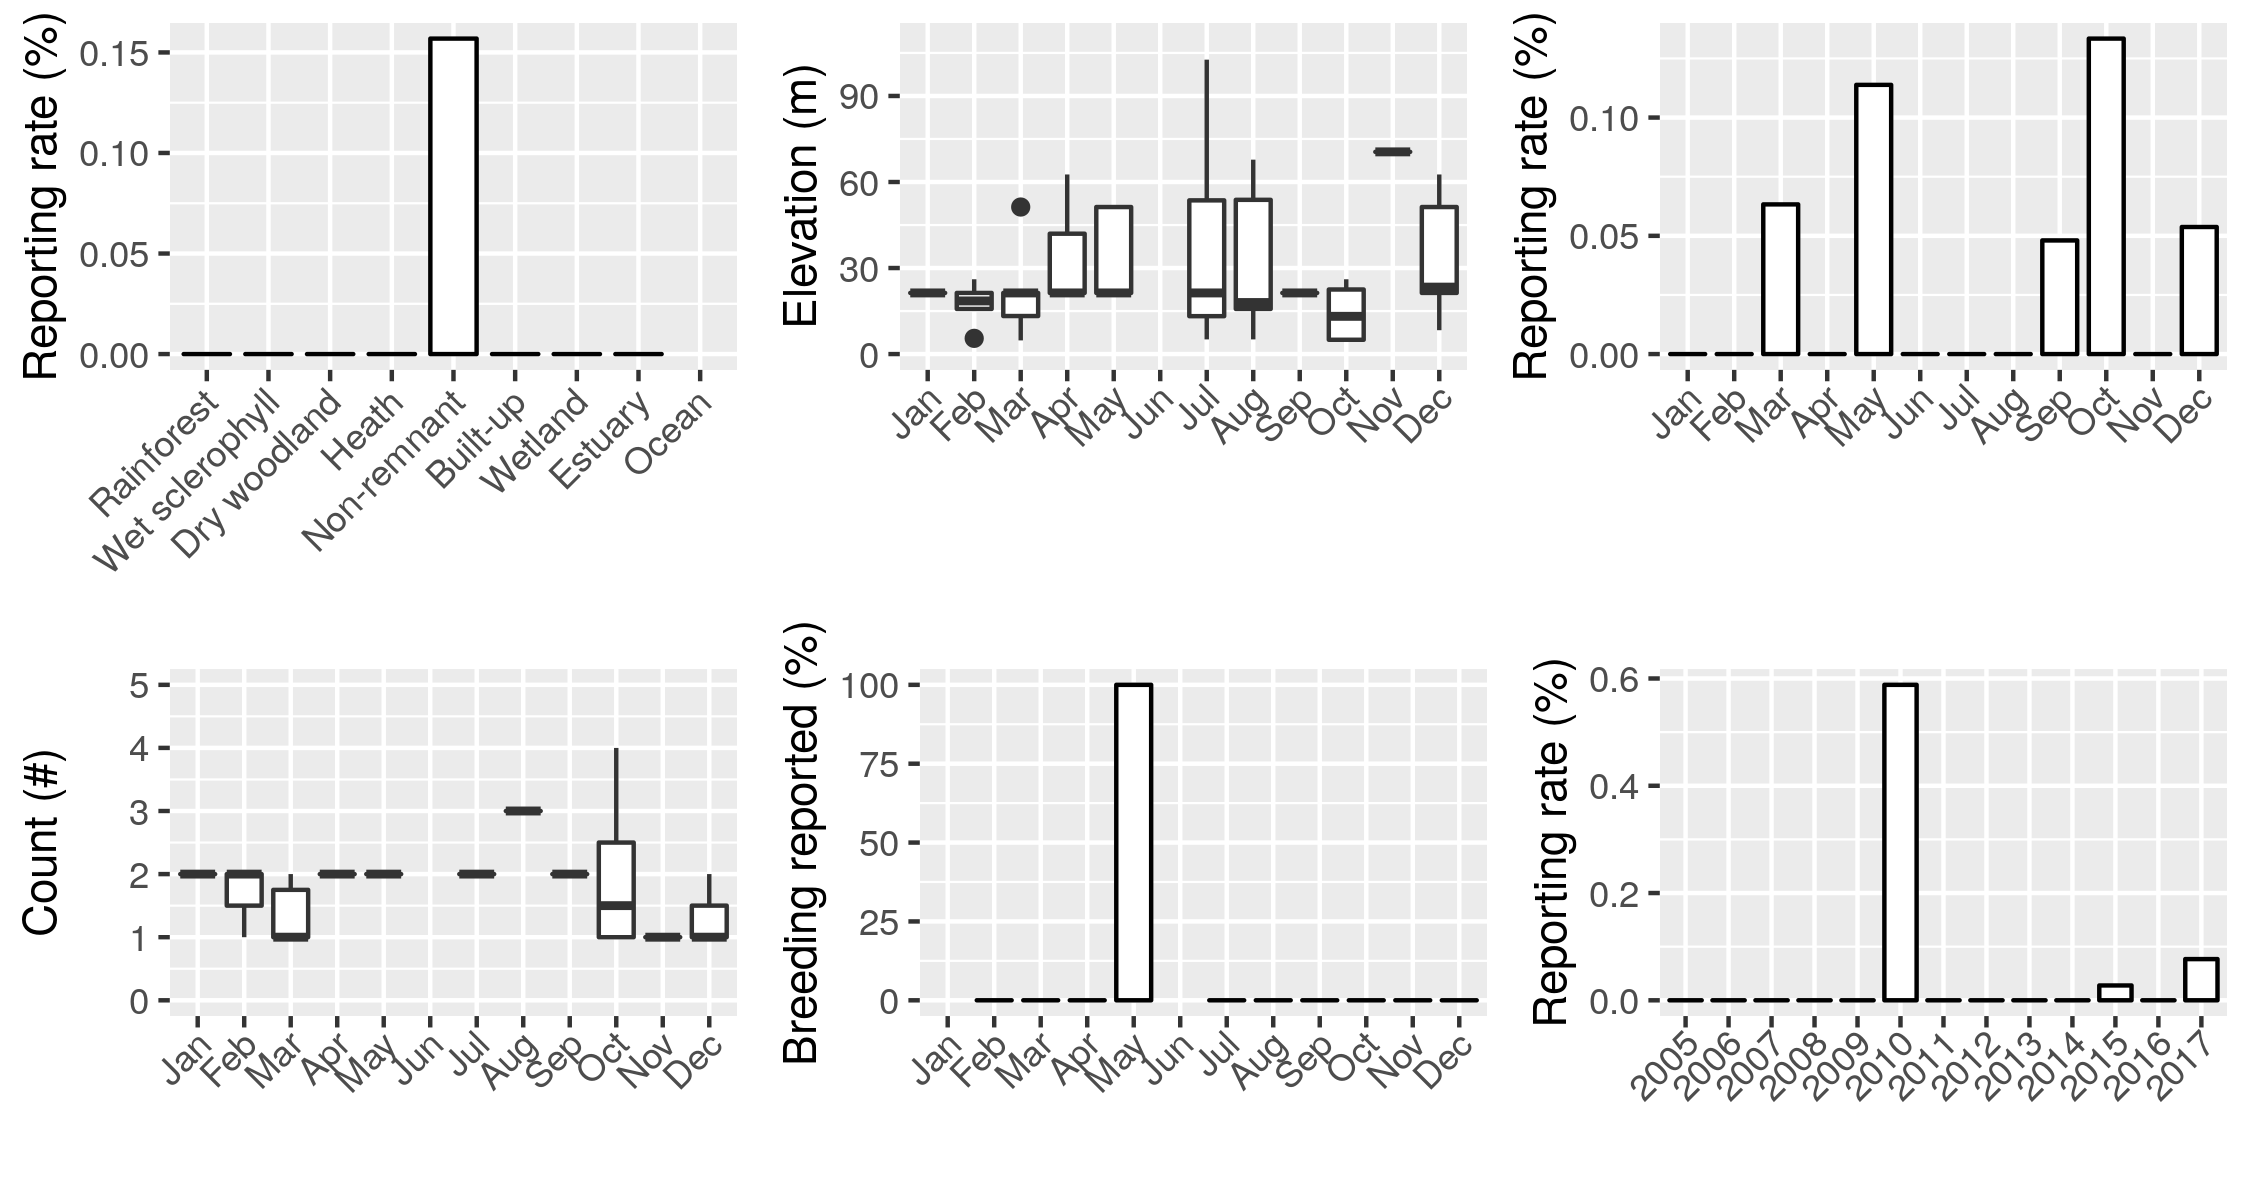 Reporting rate (%)
0.15
0.10
0.05
0.00
Rainforest
Wet sclerophyll
Dry woodland
Heath
Non-remnant
Built-up
Wetland
Estuary
Ocean
Elevation (m)
90
60
30
0
Jan
Feb
Mar
Apr
May
Jun
Jul
Aug
Sep
Oct
Nov
Dec
Reporting rate (%)
0.10
0.05
0.00
Jan
Feb
Mar
Apr
May
Jun
Jul
Aug
Sep
Oct
Nov
Dec
Count (#)
5
4
3
2
1
0
Jan
Feb
Mar
Apr
May
Jun
Jul
Aug
Sep
Oct
Nov
Dec
Breeding reported (%)
100
75
50
25
0
Jan
Feb
Mar
Apr
May
Jun
Jul
Aug
Sep
Oct
Nov
Dec
Reporting rate (%)
0.6
0.4
0.2
0.0
2005
2006
2007
2008
2009
2010
2011
2012
2013
2014
2015
2016
2017